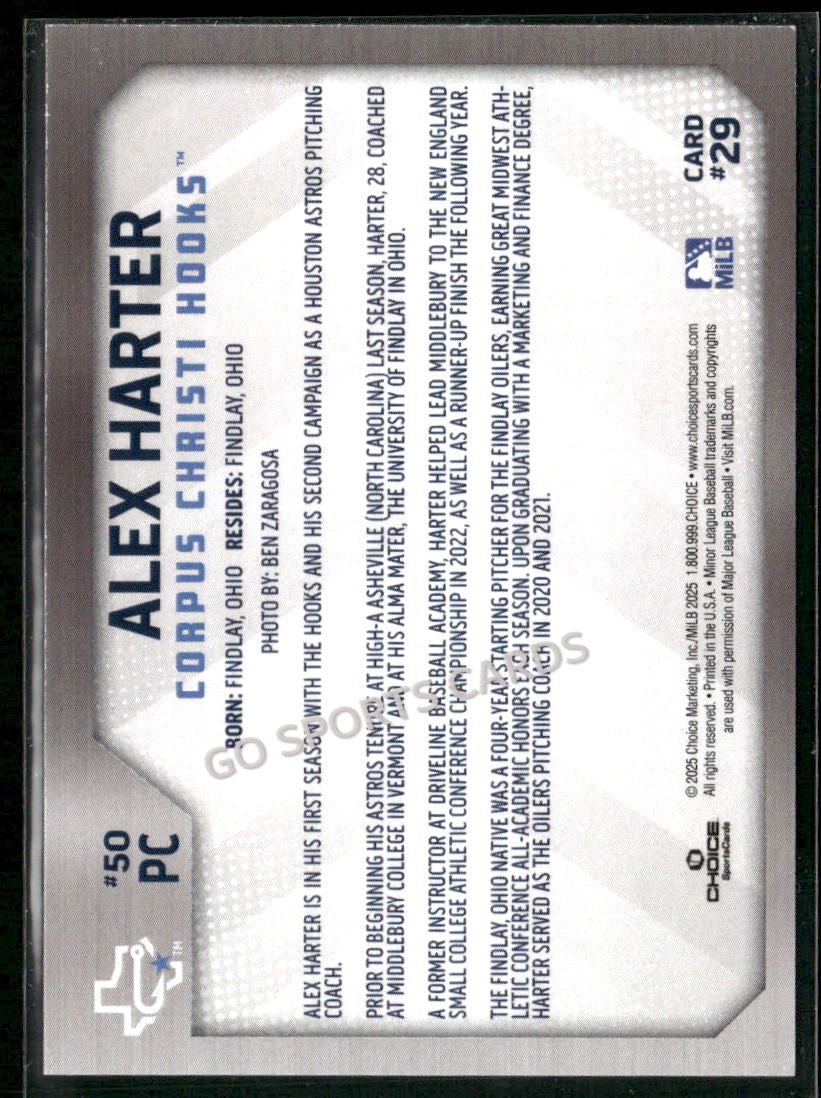 #50
PC
ALEX HARTER
CORPUS CHRISTI HOOKS™
BORN: FINDLAY, OHIO RESIDES: FINDLAY, OHIO
PHOTO BY: BEN ZARAGOSA
ALEX HARTER IS IN HIS FIRST SEASON WITH THE HOOKS AND HIS SECOND CAMPAIGN AS A HOUSTON ASTROS PITCHING
COACH.
PRIOR TO BEGINNING HIS ASTROS TENURE AT HIGH-A ASHEVILLE (NORTH CAROLINA) LAST SEASON, HARTER, 28, COACHED
AT MIDDLEBURY COLLEGE IN VERMONT AND AT HIS ALMA MATER, THE UNIVERSITY OF FINDLAY IN OHIO.
A FORMER INSTRUCTOR AT DRIVELINE BASEBALL ACADEMY, HARTER HELPED LEAD MIDDLEBURY TO THE NEW ENGLAND
SMALL COLLEGE ATHLETIC CONFERENCE CHAMPIONSHIP IN 2022, AS WELL AS A RUNNER-UP FINISH THE FOLLOWING YEAR.
THE FINDLAY, OHIO NATIVE WAS A FOUR-YEAR STARTING PITCHER FOR THE FINDLAY OILERS, EARNING GREAT MIDWEST ATH-
LETIC CONFERENCE ALL-ACADEMIC HONORS EACH SEASON. UPON GRADUATING WITH A MARKETING AND FINANCE DEGREE,
HARTER SERVED AS THE OILERS PITCHING COACH IN 2020 AND 2021.
GO SPORTS CARDS
CHOICE
SportsCards
© 2025 Choice Marketing, Inc./MiLB 2025 1.800.999.CHOICE • www.choicesportscards.com
All rights reserved. • Printed in the U.S.A. • Minor League Baseball trademarks and copyrights
are used with permission of Major League Baseball • Visit MiLB.com.
MiLB
CARD
#29
TM